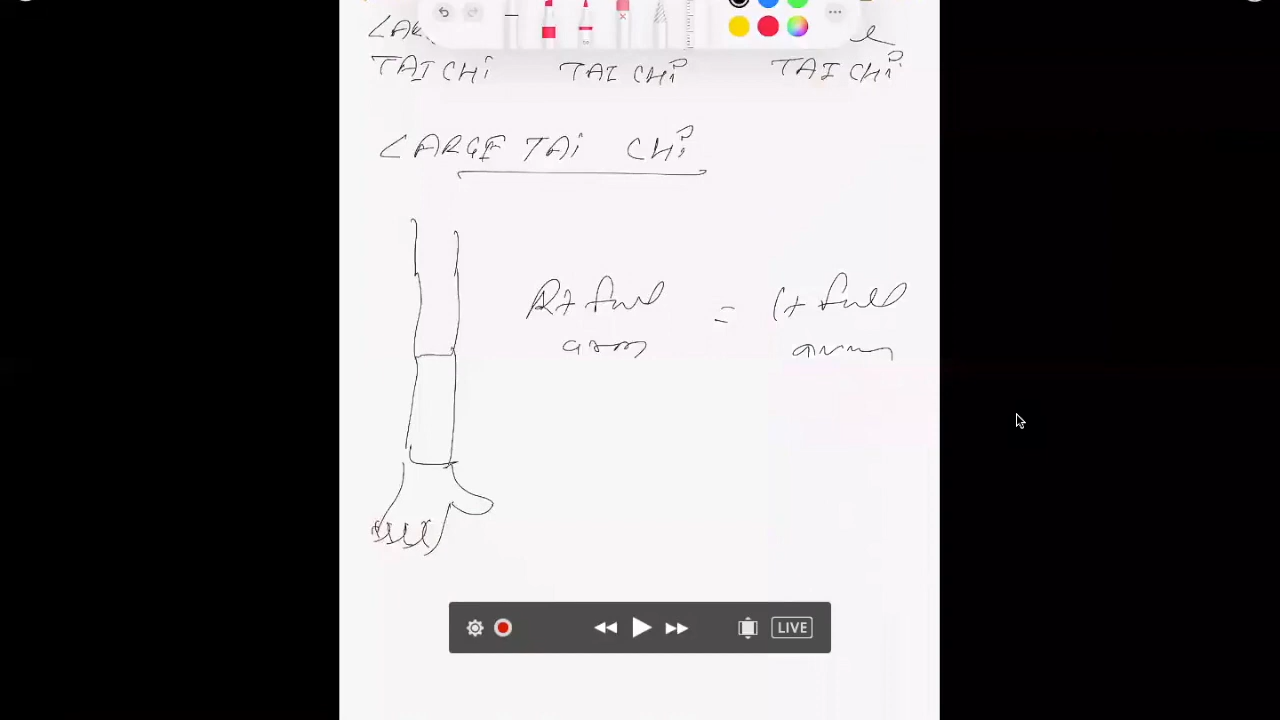 TAI CHi TAI CHi TAI CHi
LARGE TAi CHi
Rt full = lt full
arm arm
LIVE